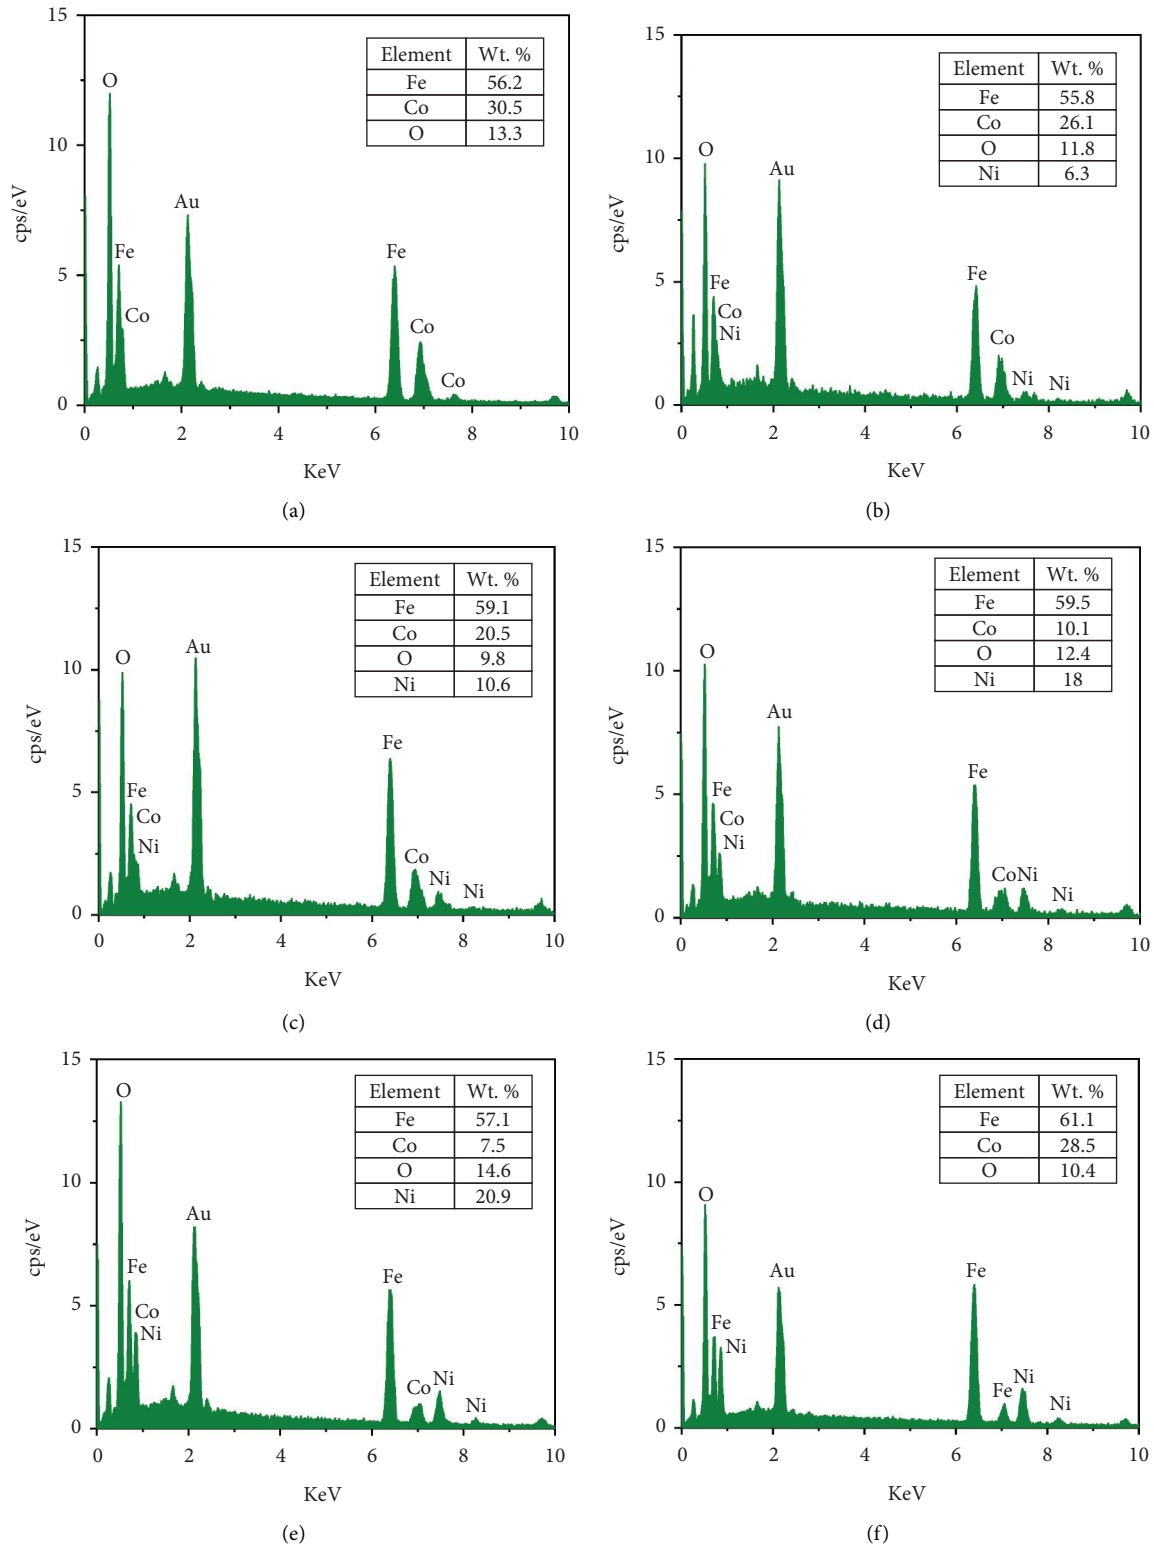 15
10
5
0
cps/eV
O
Fe
Co
Au
Fe
Co
Co
Element Wt. %
Fe 56.2
Co 30.5
O 13.3
0 2 4 6 8 10
KeV
(a)
15
10
5
0
cps/eV
O
Fe
Co
Ni
Au
Fe
Co
Ni
Ni
Element Wt. %
Fe 55.8
Co 26.1
O 11.8
Ni 6.3
0 2 4 6 8 10
KeV
(b)
15
10
5
0
cps/eV
O
Fe
Co
Ni
Au
Fe
Co
Ni
Ni
Element Wt. %
Fe 59.1
Co 20.5
O 9.8
Ni 10.6
0 2 4 6 8 10
KeV
(c)
15
10
5
0
cps/eV
O
Fe
Co
Ni
Au
Fe
CoNi
Ni
Element Wt. %
Fe 59.5
Co 10.1
O 12.4
Ni 18
0 2 4 6 8 10
KeV
(d)
15
10
5
0
cps/eV
O
Fe
Co
Ni
Au
Fe
Co
Ni
Ni
Element Wt. %
Fe 57.1
Co 7.5
O 14.6
Ni 20.9
0 2 4 6 8 10
KeV
(e)
15
10
5
0
cps/eV
O
Fe
Ni
Au
Fe
Fe
Ni
Ni
Element Wt. %
Fe 61.1
Co 28.5
O 10.4
0 2 4 6 8 10
KeV
(f)